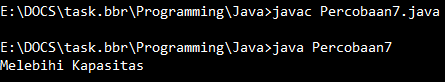 E:\DOCS\task.bbr\Programming\Java>javac Percobaan7.java
E:\DOCS\task.bbr\Programming\Java>java Percobaan7
Melebihi Kapasitas